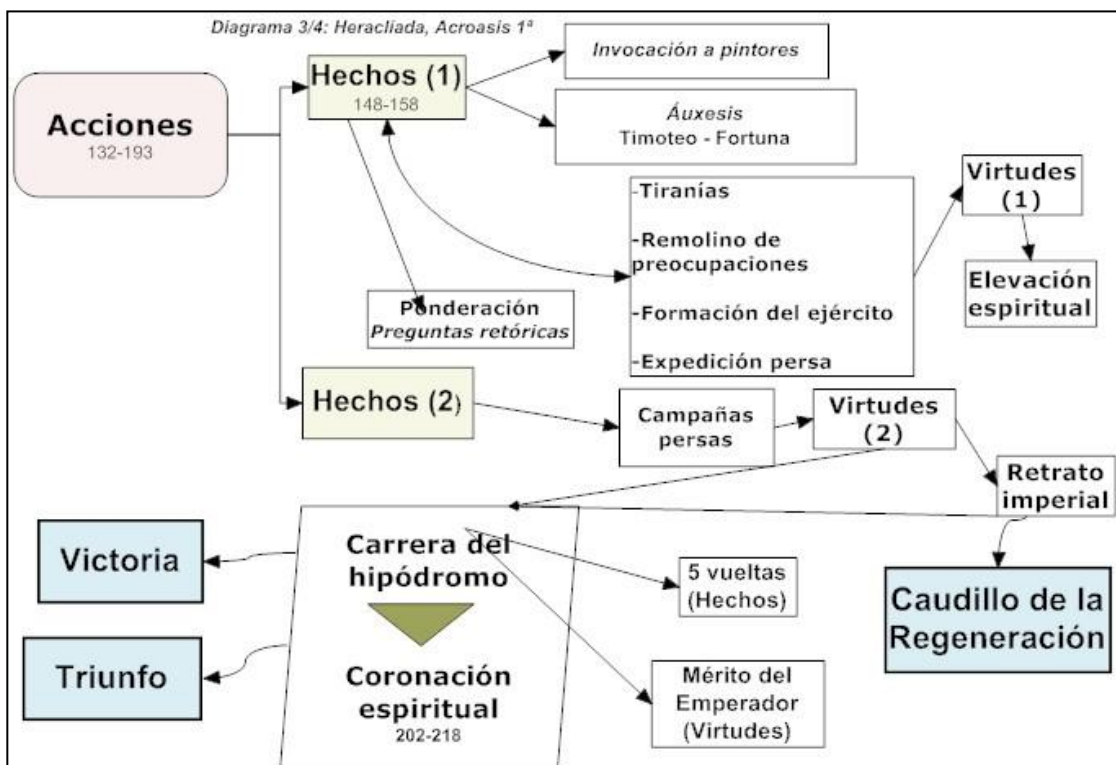 Diagrama 3/4: Heracliada, Acroasis 1ª
Acciones
132-193
Hechos (1)
148-158
Invocación a pintores
Áuxesis
Timoteo - Fortuna
-Tiranías
-Remolino de
preocupaciones
-Formación del ejército
-Expedición persa
Virtudes
(1)
Elevación
espiritual
Ponderación
Preguntas retóricas
Hechos (2)
Campañas
persas
Virtudes
(2)
Retrato
imperial
Caudillo de la
Regeneración
Carrera del
hipódromo
Coronación
espiritual
202-218
Victoria
Triunfo
5 vueltas
(Hechos)
Mérito del
Emperador
(Virtudes)